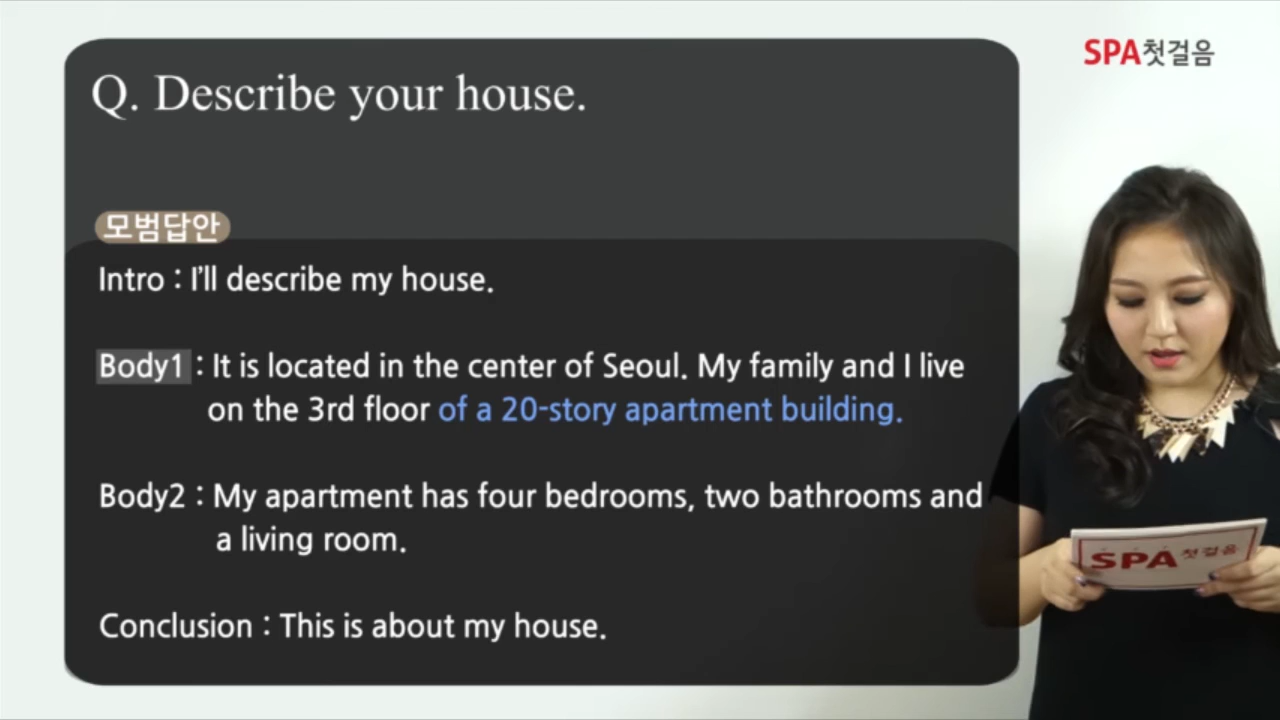 Q. Describe your house.
SPA첫걸음
모범답안
Intro : I'll describe my house.
Body1 : It is located in the center of Seoul. My family and I live
on the 3rd floor of a 20-story apartment building.
Body2 : My apartment has four bedrooms, two bathrooms and
a living room.
Conclusion : This is about my house.
SPA첫걸음